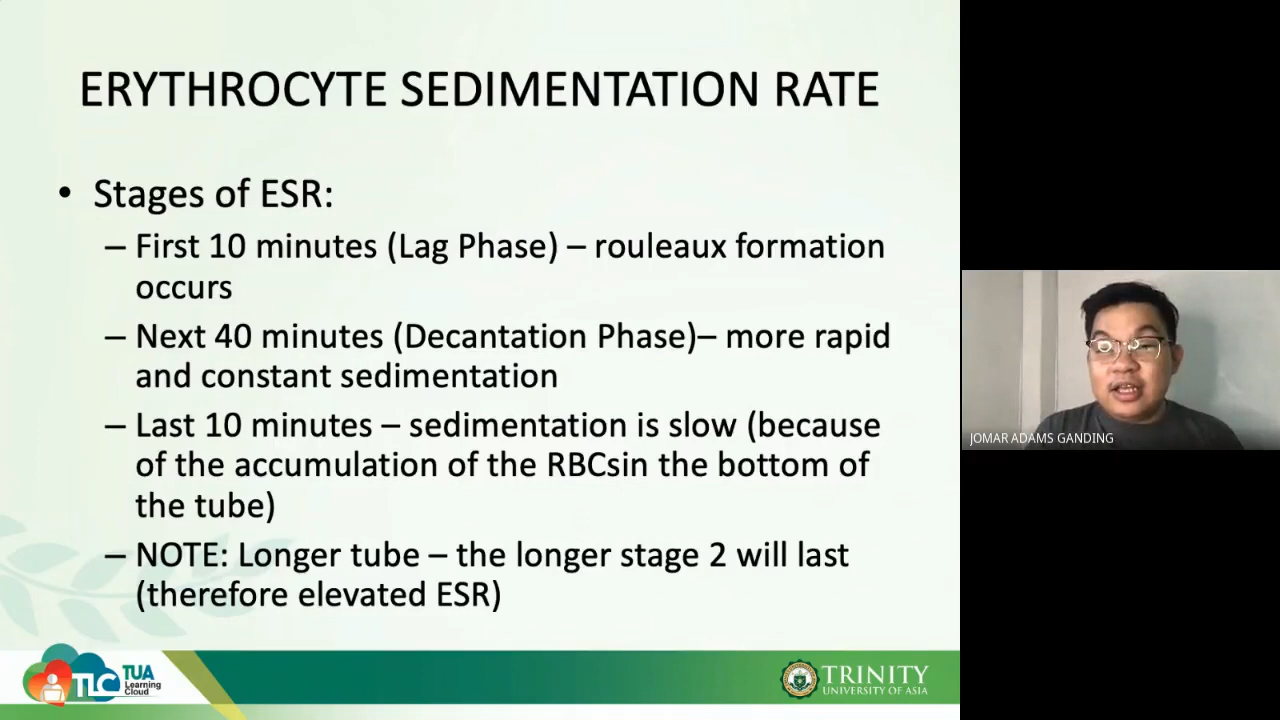 ERYTHROCYTE SEDIMENTATION RATE
• Stages of ESR:
– First 10 minutes (Lag Phase) – rouleaux formation
occurs
– Next 40 minutes (Decantation Phase)– more rapid
and constant sedimentation
– Last 10 minutes – sedimentation is slow (because
of the accumulation of the RBCsin the bottom of
the tube)
– NOTE: Longer tube – the longer stage 2 will last
(therefore elevated ESR)
JOMAR ADAMS GANDING
TLC
TUA
Learning
Cloud
TRINITY
UNIVERSITY OF ASIA